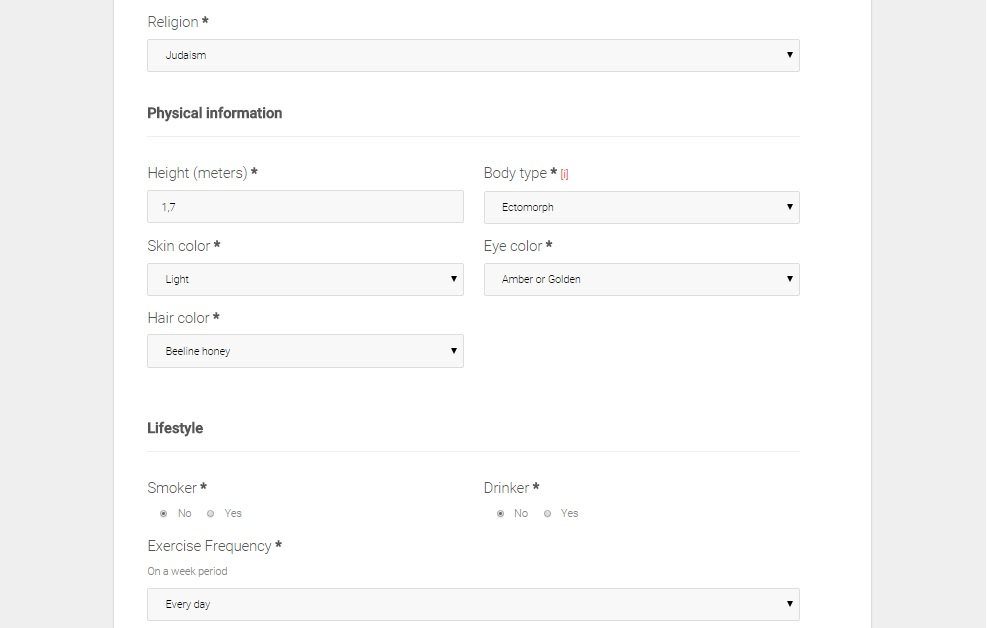 Religion *
Judaism
Physical information
Height (meters) * Body type * [i]
1,7 Ectomorph
Skin color * Eye color *
Light Amber or Golden
Hair color *
Beeline honey
Lifestyle
Smoker * Drinker *
No Yes No Yes
Exercise Frequency *
On a week period
Every day